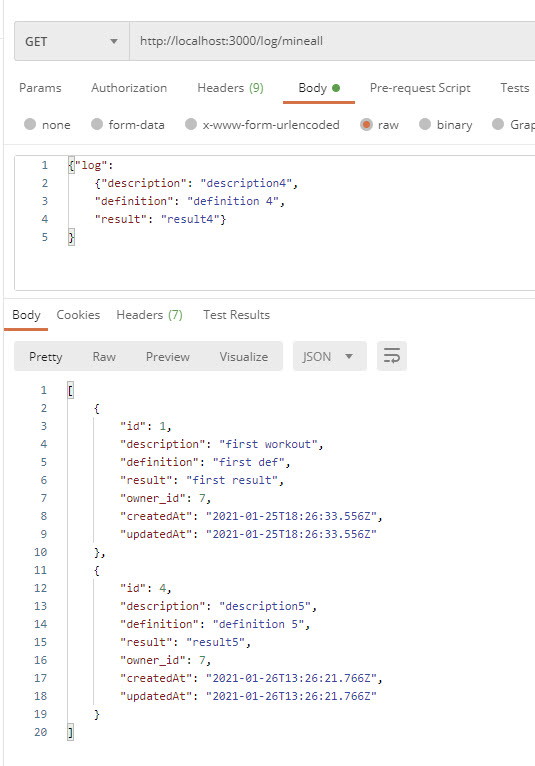 GET http://localhost:3000/log/mineall
Params Authorization Headers (9) Body Pre-request Script Tests
none form-data x-www-form-urlencoded raw binary Grap
1 {"log":
2 {"description": "description4",
3 "definition": "definition 4",
4 "result": "result4"}
5 }
Body Cookies Headers (7) Test Results
Pretty Raw Preview Visualize JSON
1 [
2 {
3 "id": 1,
4 "description": "first workout",
5 "definition": "first def",
6 "result": "first result",
7 "owner_id": 7,
8 "createdAt": "2021-01-25T18:26:33.556Z",
9 "updatedAt": "2021-01-25T18:26:33.556Z"
10 },
11 {
12 "id": 4,
13 "description": "description5",
14 "definition": "definition 5",
15 "result": "result5",
16 "owner_id": 7,
17 "createdAt": "2021-01-26T13:26:21.766Z",
18 "updatedAt": "2021-01-26T13:26:21.766Z"
19 }
20 ]